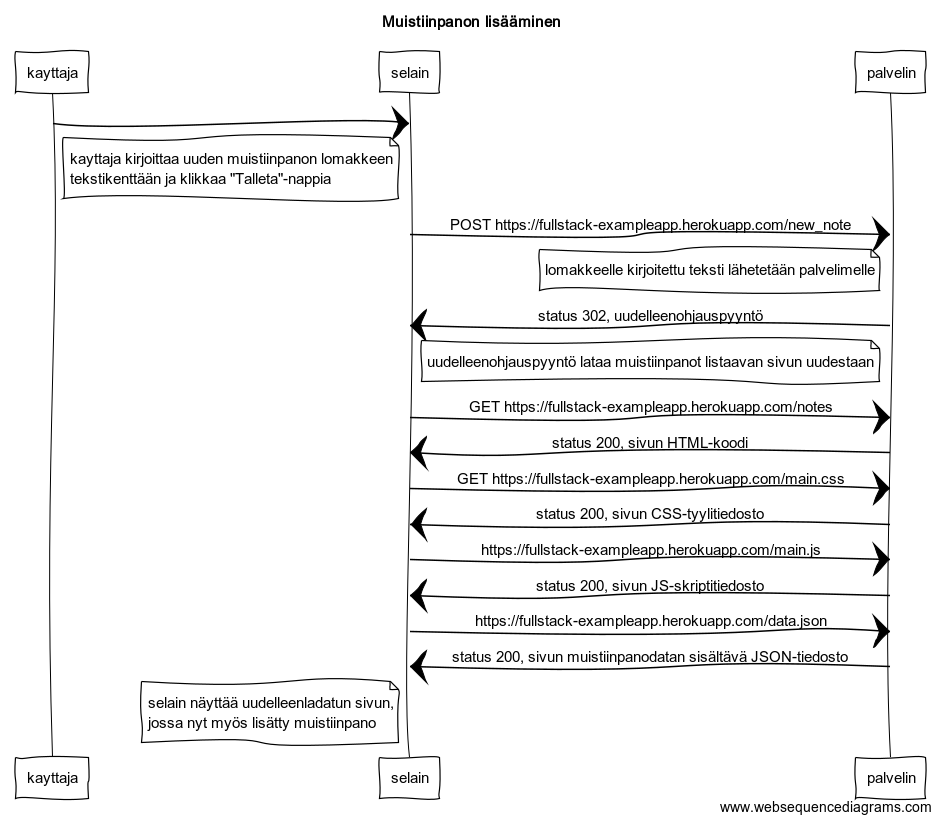 Muistiinpanon lisääminen
kayttaja
selain
palvelin
kayttaja kirjoittaa uuden muistiinpanon lomakkeen
tekstikenttään ja klikkaa "Talleta"-nappia
POST https://fullstack-exampleapp.herokuapp.com/new_note
lomakkeelle kirjoitettu teksti lähetetään palvelimelle
status 302, uudelleenohjauspyyntö
uudelleenohjauspyyntö lataa muistiinpanot listaavan sivun uudestaan
GET https://fullstack-exampleapp.herokuapp.com/notes
status 200, sivun HTML-koodi
GET https://fullstack-exampleapp.herokuapp.com/main.css
status 200, sivun CSS-tyylitiedosto
https://fullstack-exampleapp.herokuapp.com/main.js
status 200, sivun JS-skriptitiedosto
https://fullstack-exampleapp.herokuapp.com/data.json
status 200, sivun muistiinpanodatan sisältävä JSON-tiedosto
selain näyttää uudelleenladatun sivun,
jossa nyt myös lisätty muistiinpano
kayttaja
selain
palvelin
www.websequencediagrams.com